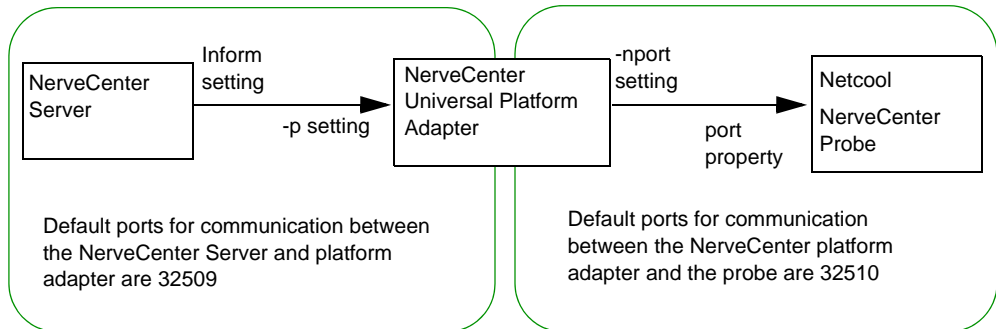 NerveCenter
Server
Inform
setting
-p setting
NerveCenter
Universal Platform
Adapter
-nport
setting
port
property
Netcool
NerveCenter
Probe
Default ports for communication between
the NerveCenter Server and platform
adapter are 32509
Default ports for communication
between the NerveCenter platform
adapter and the probe are 32510